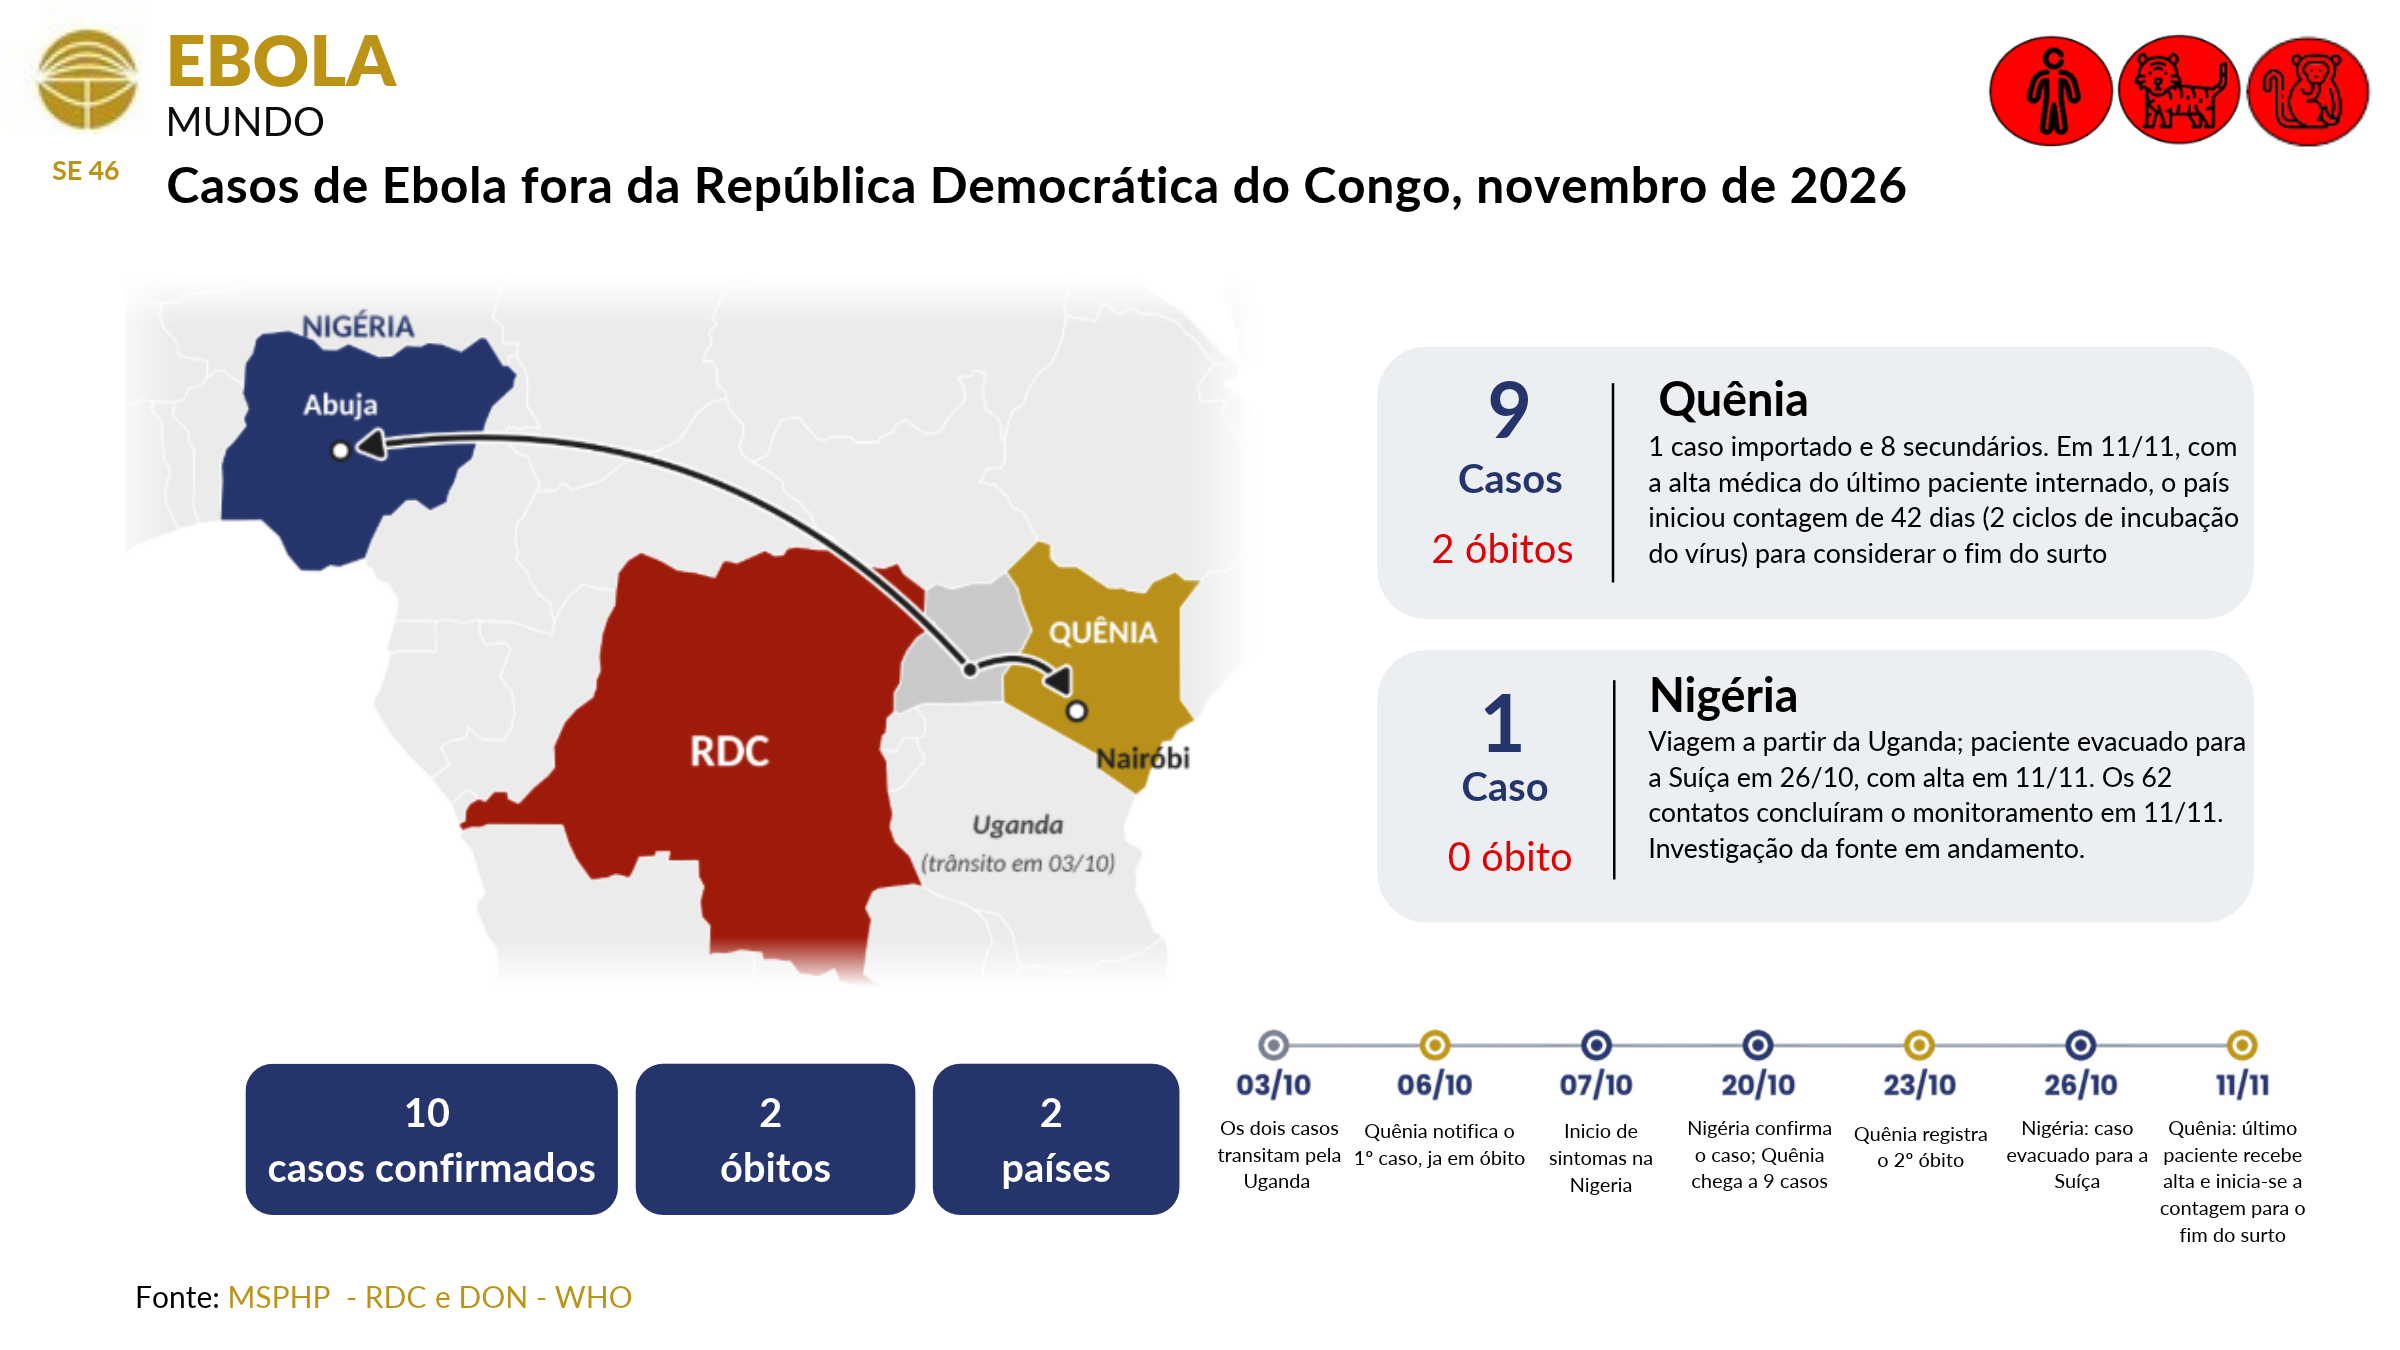 EBOLA
MUNDO
SE 46
Casos de Ebola fora da República Democrática do Congo, novembro de 2026
NIGÉRIA
Abuja
QUÊNIA
Nairóbi
RDC
Uganda
(trânsito em 03/10)
9
Casos
2 óbitos
Quênia
1 caso importado e 8 secundários. Em 11/11, com
a alta médica do último paciente internado, o país
iniciou contagem de 42 dias (2 ciclos de incubação
do vírus) para considerar o fim do surto
1
Caso
0 óbito
Nigéria
Viagem a partir da Uganda; paciente evacuado para
a Suíça em 26/10, com alta em 11/11. Os 62
contatos concluíram o monitoramento em 11/11.
Investigação da fonte em andamento.
10
casos confirmados
2
óbitos
2
países
03/10
Os dois casos
transitam pela
Uganda
06/10
Quênia notifica o
1º caso, ja em óbito
07/10
Inicio de
sintomas na
Nigeria
20/10
Nigéria confirma
o caso; Quênia
chega a 9 casos
23/10
Quênia registra
o 2º óbito
26/10
Nigéria: caso
evacuado para a
Suíça
11/11
Quênia: último
paciente recebe
alta e inicia-se a
contagem para o
fim do surto
Fonte: MSPHP - RDC e DON - WHO